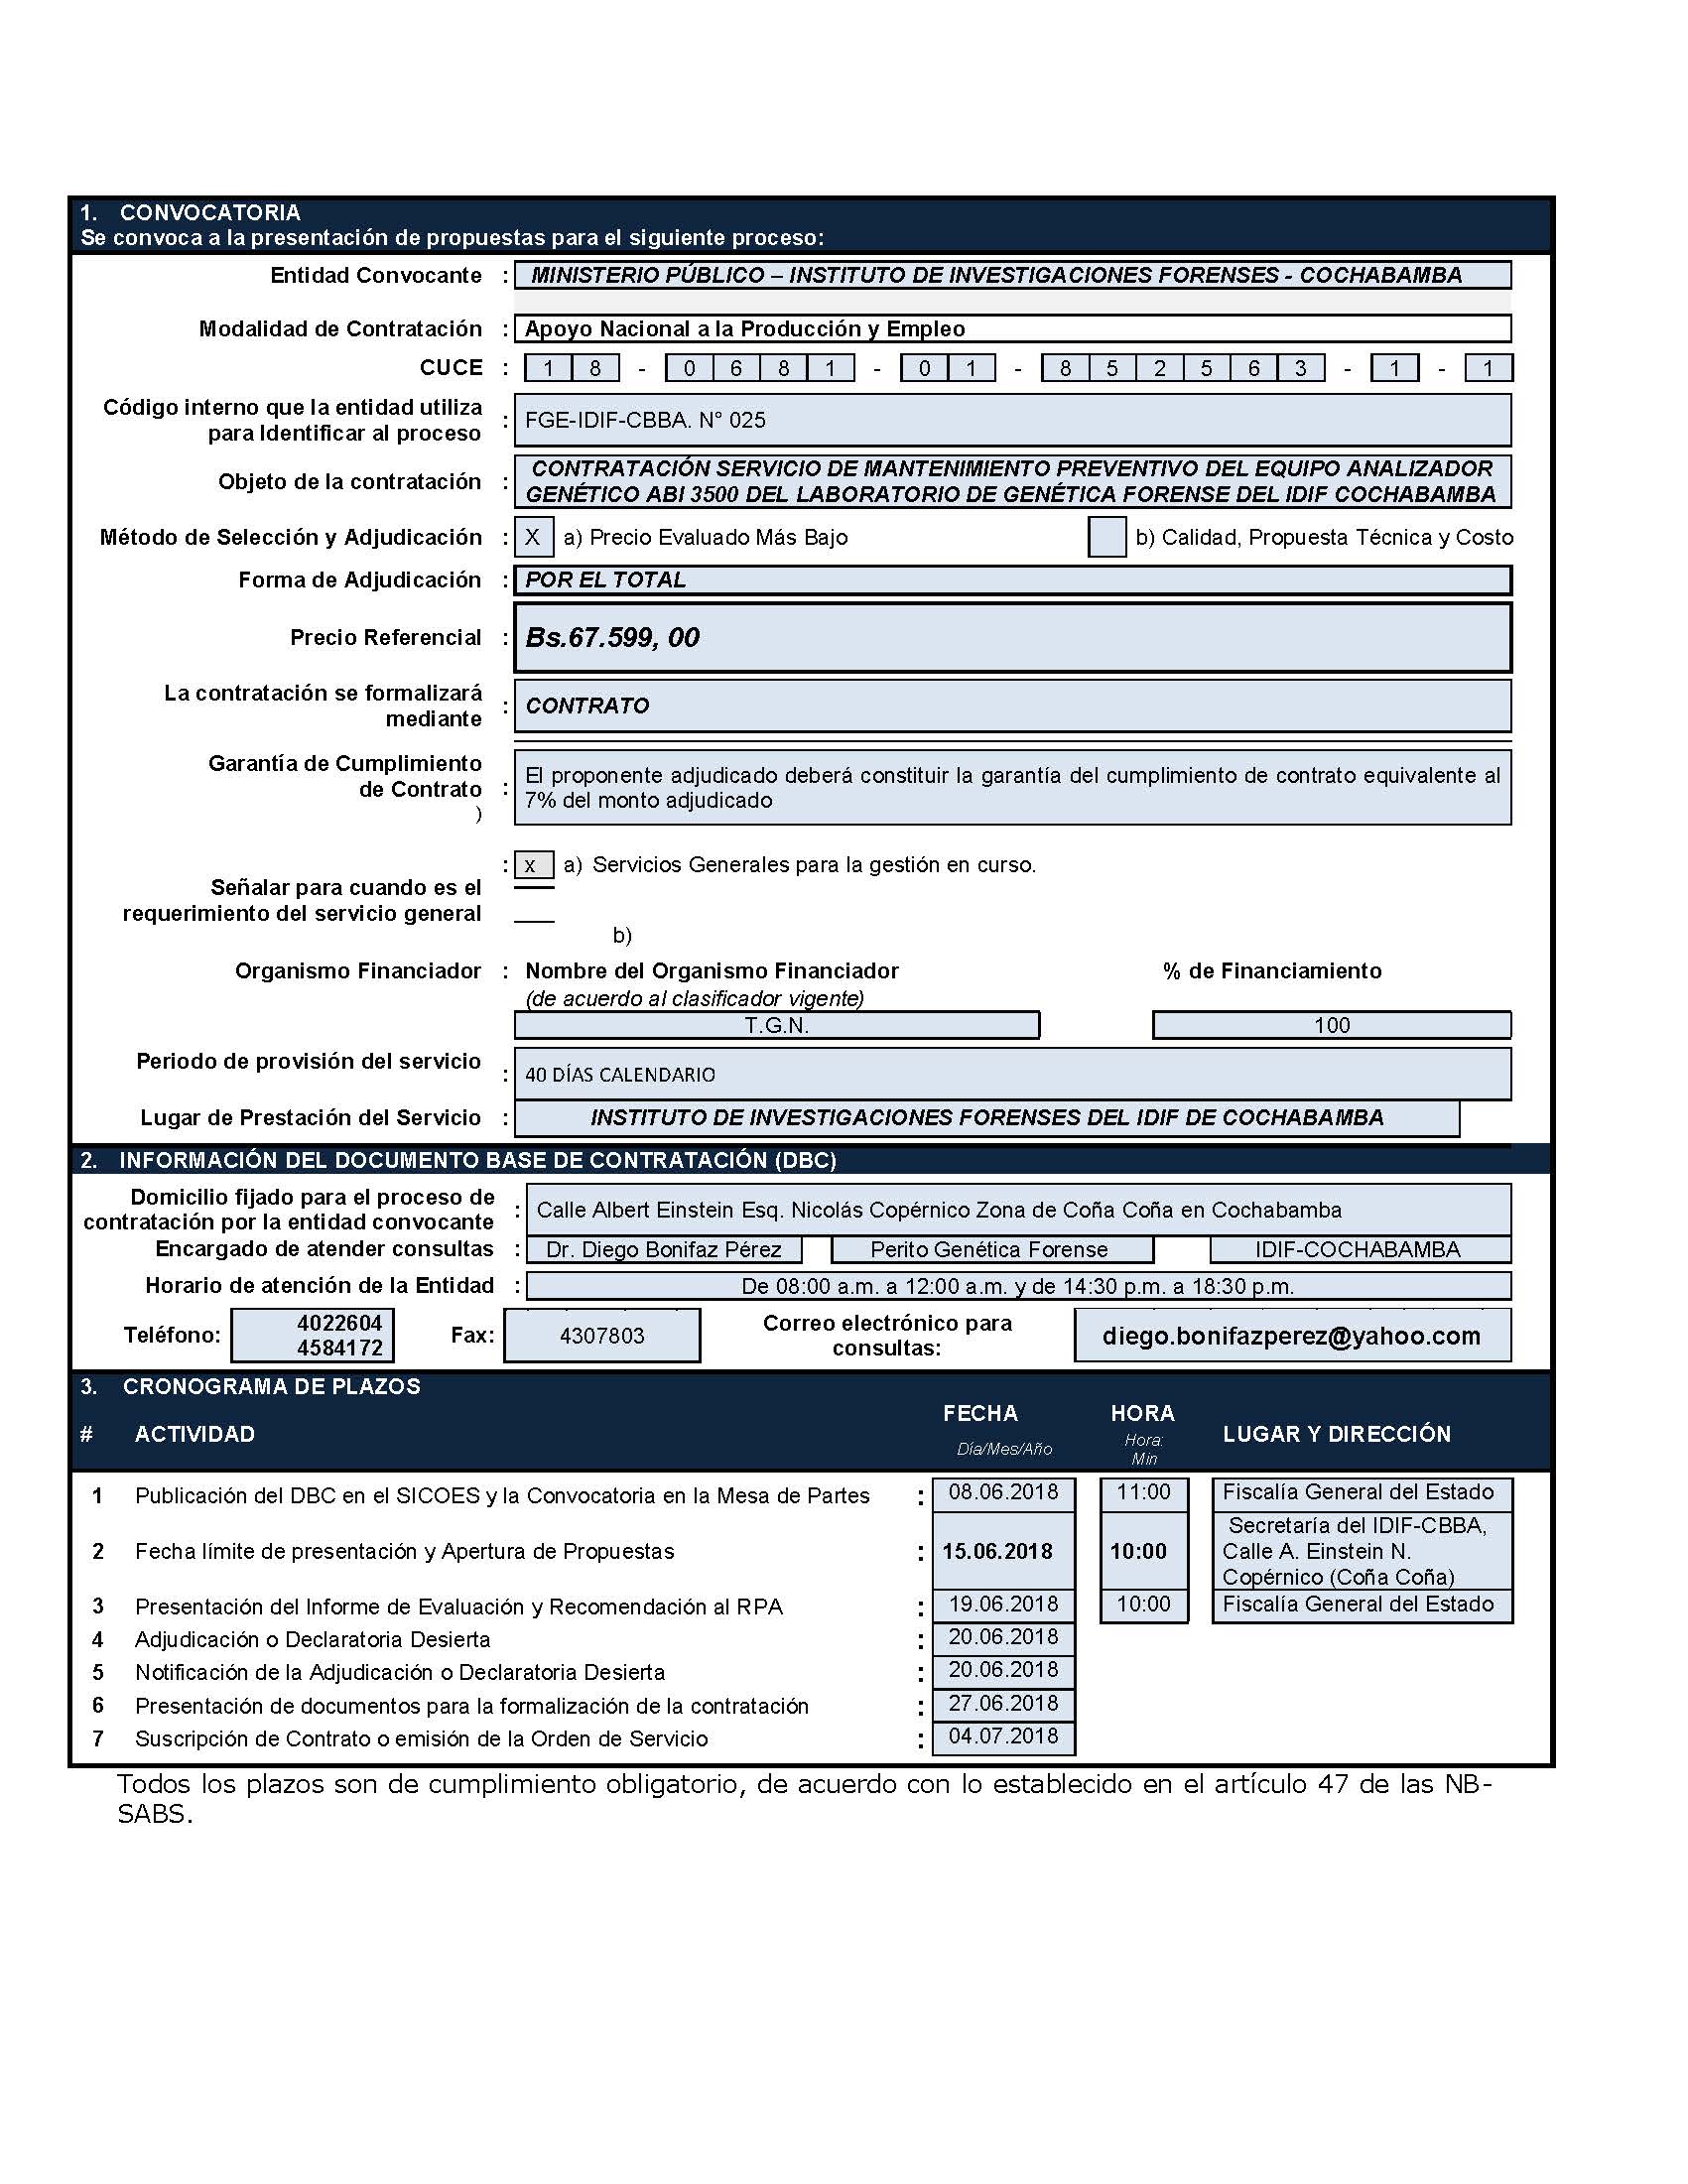 1. CONVOCATORIA
Se convoca a la presentación de propuestas para el siguiente proceso:
Entidad Convocante : MINISTERIO PÚBLICO – INSTITUTO DE INVESTIGACIONES FORENSES - COCHABAMBA
Modalidad de Contratación : Apoyo Nacional a la Producción y Empleo
CUCE : 1 8 - 0 6 8 1 - 0 1 - 8 5 2 5 6 3 - 1 - 1
Código interno que la entidad utiliza
para Identificar al proceso : FGE-IDIF-CBBA. N° 025
Objeto de la contratación : CONTRATACIÓN SERVICIO DE MANTENIMIENTO PREVENTIVO DEL EQUIPO ANALIZADOR
GENÉTICO ABI 3500 DEL LABORATORIO DE GENÉTICA FORENSE DEL IDIF COCHABAMBA
Método de Selección y Adjudicación : X a) Precio Evaluado Más Bajo b) Calidad, Propuesta Técnica y Costo
Forma de Adjudicación : POR EL TOTAL
Precio Referencial : Bs.67.599, 00
La contratación se formalizará
mediante : CONTRATO
Garantía de Cumplimiento
de Contrato
)
: El proponente adjudicado deberá constituir la garantía del cumplimiento de contrato equivalente al
7% del monto adjudicado
: x a) Servicios Generales para la gestión en curso.
Señalar para cuando es el
requerimiento del servicio general
b)
Organismo Financiador : Nombre del Organismo Financiador % de Financiamiento
(de acuerdo al clasificador vigente)
T.G.N. 100
Periodo de provisión del servicio : 40 DÍAS CALENDARIO
Lugar de Prestación del Servicio : INSTITUTO DE INVESTIGACIONES FORENSES DEL IDIF DE COCHABAMBA
2. INFORMACIÓN DEL DOCUMENTO BASE DE CONTRATACIÓN (DBC)
Domicilio fijado para el proceso de
contratación por la entidad convocante : Calle Albert Einstein Esq. Nicolás Copérnico Zona de Coña Coña en Cochabamba
Encargado de atender consultas : Dr. Diego Bonifaz Pérez Perito Genética Forense IDIF-COCHABAMBA
Horario de atención de la Entidad : De 08:00 a.m. a 12:00 a.m. y de 14:30 p.m. a 18:30 p.m.
Teléfono: 4022604
4584172
Fax: 4307803
Correo electrónico para
consultas: diego.bonifazperez@yahoo.com
3. CRONOGRAMA DE PLAZOS
# ACTIVIDAD FECHA HORA LUGAR Y DIRECCIÓN
Día/Mes/Año Hora:
Min
1 Publicación del DBC en el SICOES y la Convocatoria en la Mesa de Partes : 08.06.2018 11:00 Fiscalía General del Estado
2 Fecha límite de presentación y Apertura de Propuestas : 15.06.2018 10:00 Secretaría del IDIF-CBBA,
Calle A. Einstein N.
Copérnico (Coña Coña)
3 Presentación del Informe de Evaluación y Recomendación al RPA : 19.06.2018 10:00 Fiscalía General del Estado
4 Adjudicación o Declaratoria Desierta : 20.06.2018
5 Notificación de la Adjudicación o Declaratoria Desierta : 20.06.2018
6 Presentación de documentos para la formalización de la contratación : 27.06.2018
7 Suscripción de Contrato o emisión de la Orden de Servicio : 04.07.2018
Todos los plazos son de cumplimiento obligatorio, de acuerdo con lo establecido en el artículo 47 de las NB-
SABS.